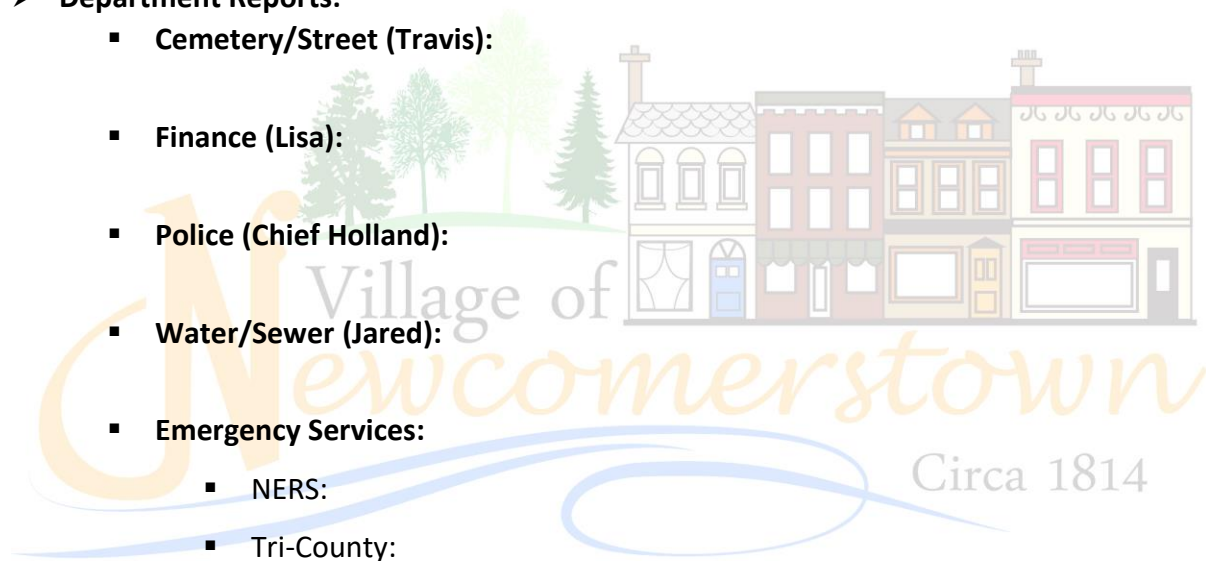 Department Reports:
Cemetery/Street (Travis):
Finance (Lisa):
Police (Chief Holland):
Village of
Water/Sewer (Jared):
Newcomerstown
Emergency Services:
Circa 1814
NERS:
Tri-County: